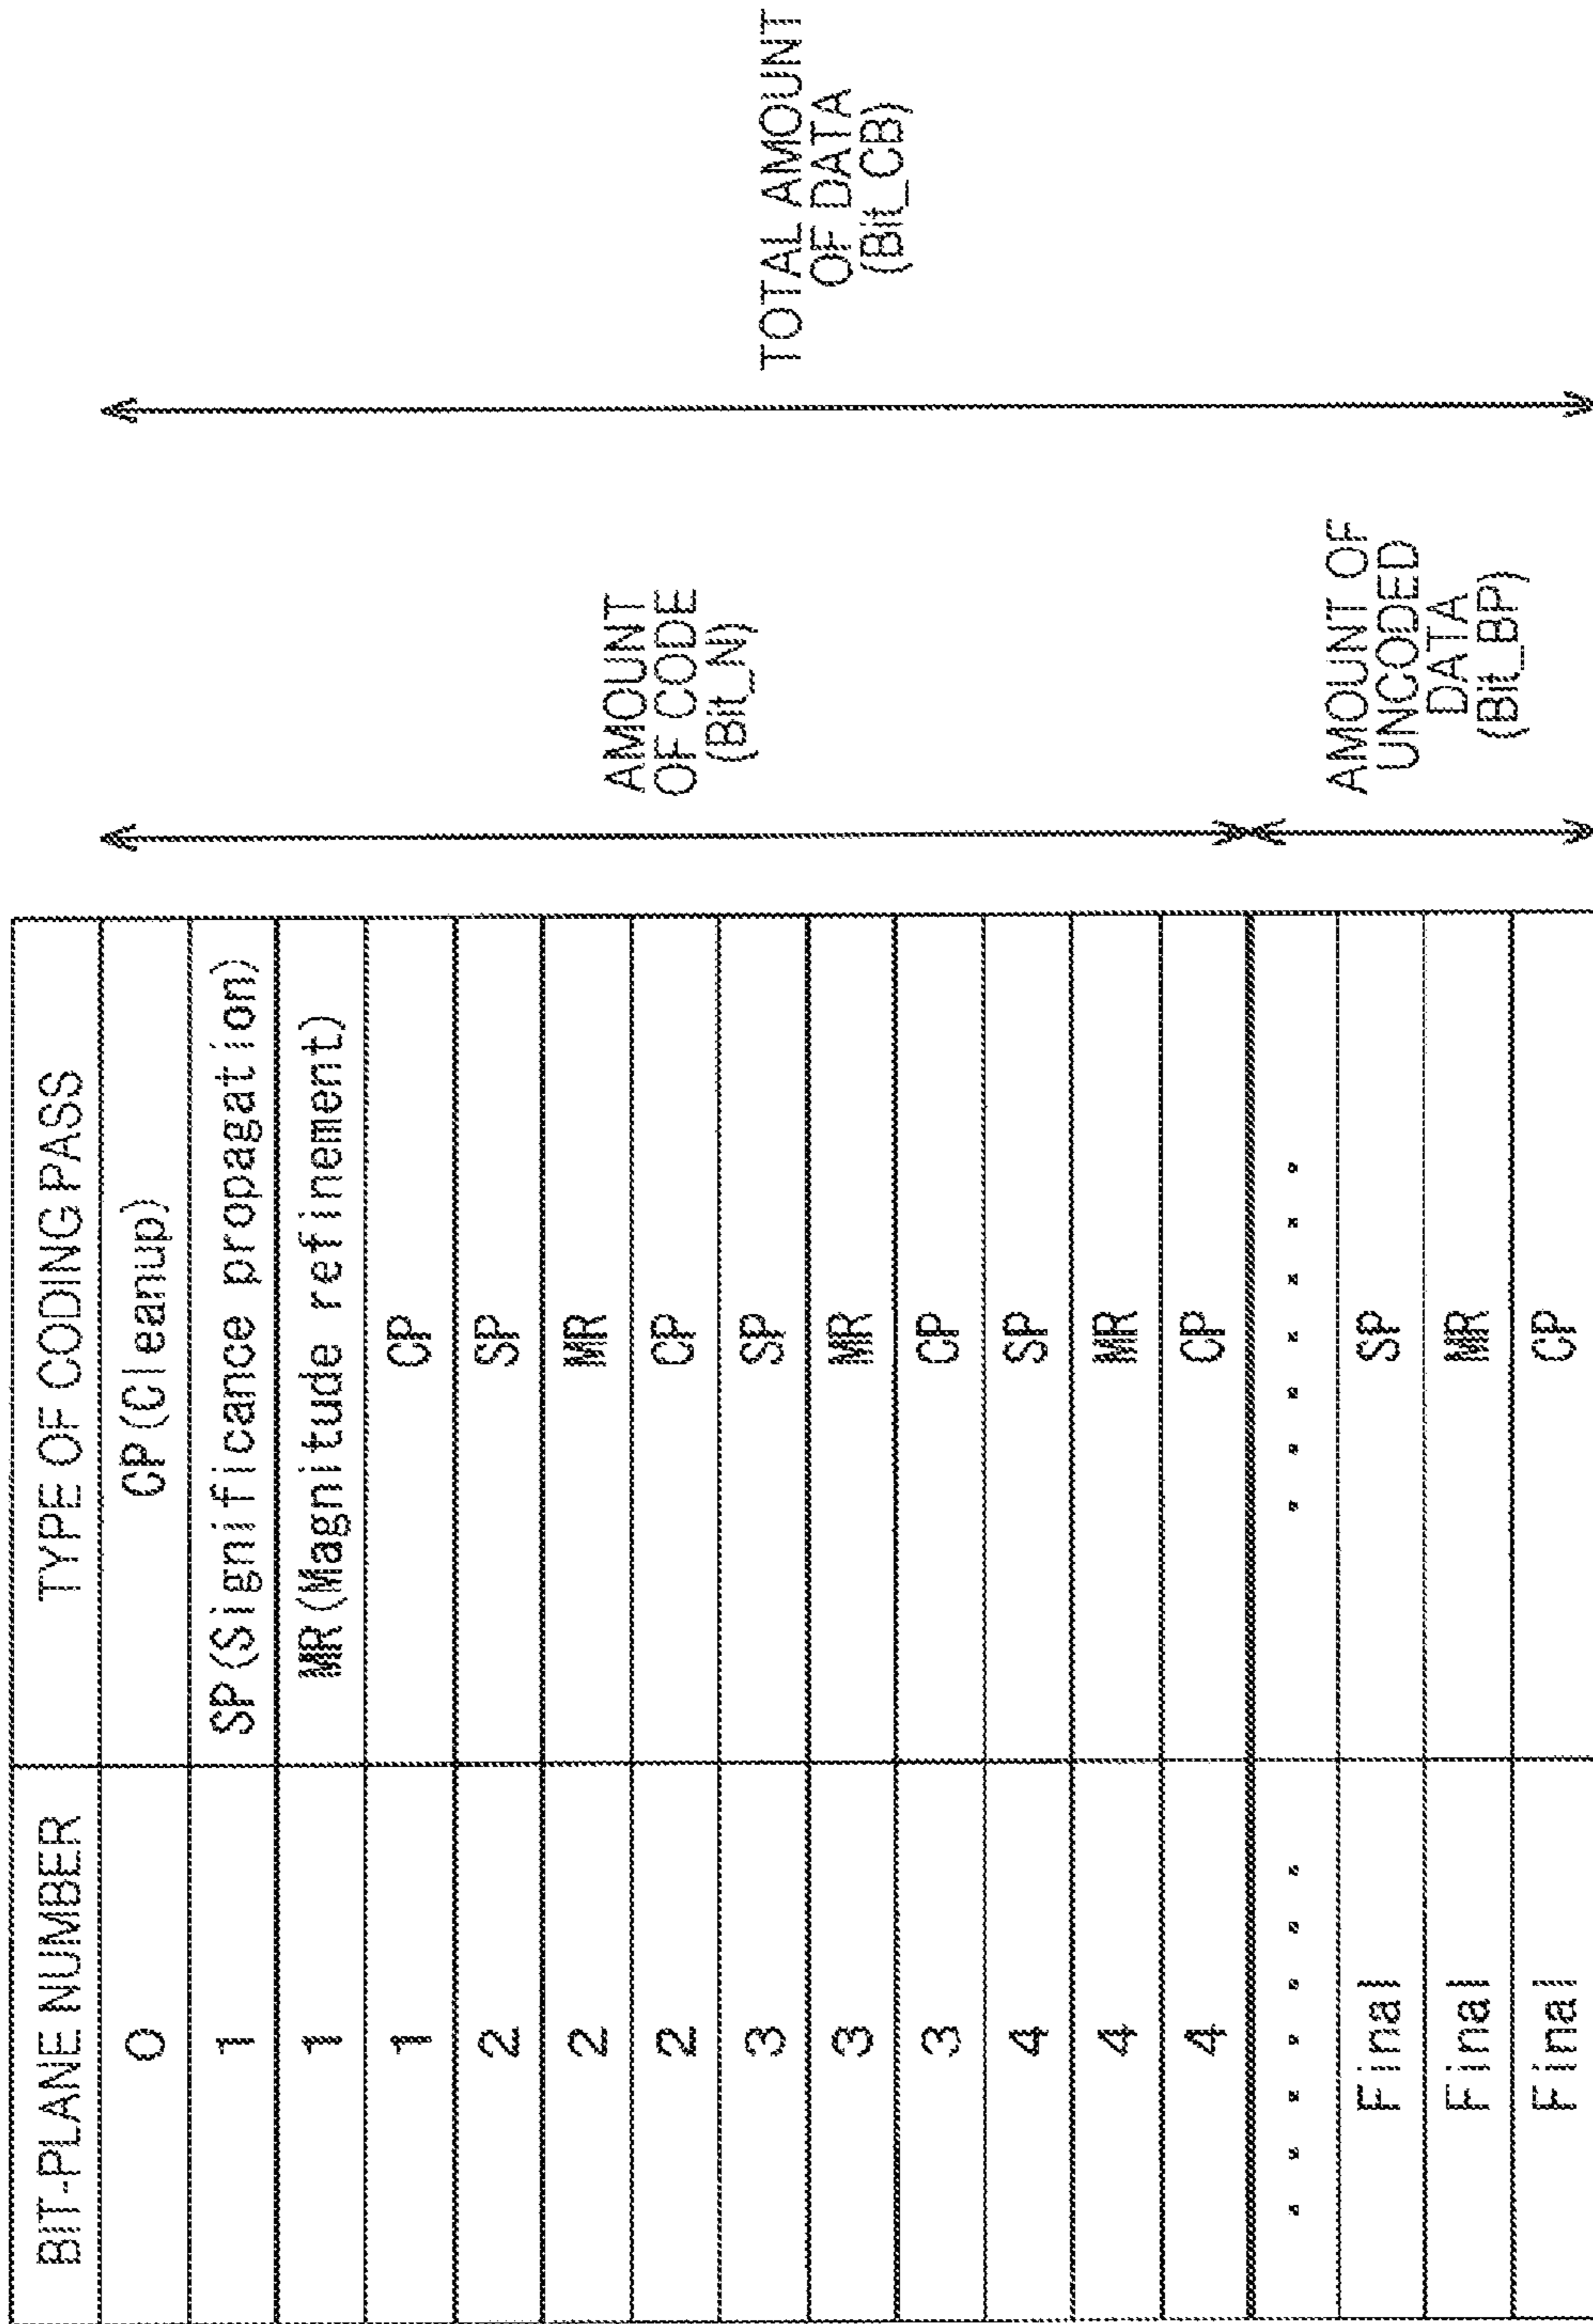 BIT-PLANE NUMBER TYPE OF CODING PASS
0 CP(Cleanup)
1 SP(Significance propagation)
1 MR(Magnitude refinement)
1 CP
2 SP
2 MR
2 CP
3 SP
3 MR
3 CP
4 SP
4 MR
4 CP
. . . . . . . . . . . . . .
Final SP
Final MR
Final CP
AMOUNT
OF CODE
(Bit_N)
AMOUNT OF
UNCODED
DATA
(Bit_BP)
TOTAL AMOUNT
OF DATA
(Bit_CB)